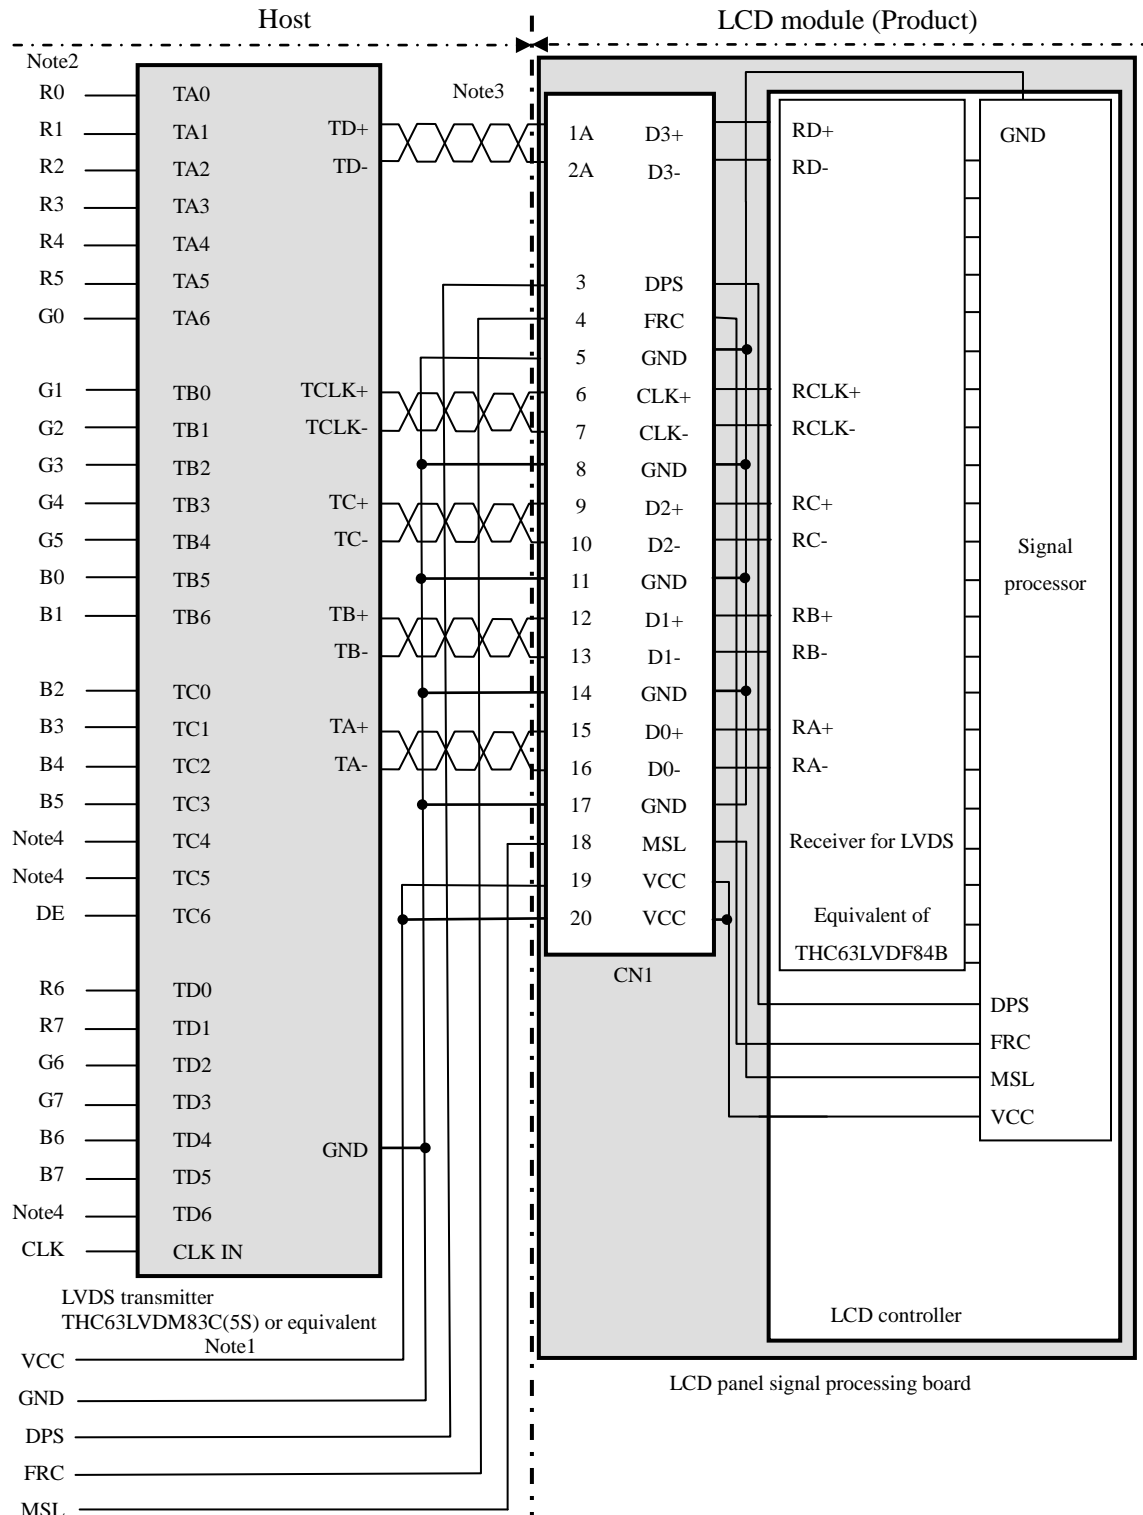 Host
LCD module (Product)
Note2
Note3
R0 TA0
R1 TA1 TD+
R2 TA2 TD-
R3 TA3
R4 TA4
R5 TA5
G0 TA6
G1 TB0 TCLK+
G2 TB1 TCLK-
G3 TB2
G4 TB3 TC+
G5 TB4 TC-
B0 TB5
B1 TB6 TB+
TB-
B2 TC0
B3 TC1 TA+
B4 TC2 TA-
B5 TC3
Note4 TC4
Note4 TC5
DE TC6
R6 TD0
R7 TD1
G6 TD2
G7 TD3
B6 TD4
GND
B7 TD5
Note4 TD6
CLK CLK IN
LVDS transmitter
THC63LVDM83C(5S) or equivalent
Note1
VCC
GND
DPS
FRC
MSL
1A D3+
2A D3-
3 DPS
4 FRC
5 GND
6 CLK+
7 CLK-
8 GND
9 D2+
10 D2-
11 GND
12 D1+
13 D1-
14 GND
15 D0+
16 D0-
17 GND
18 MSL
19 VCC
20 VCC
CN1
RD+
RD-
RCLK+
RCLK-
RC+
RC-
RB+
RB-
RA+
RA-
Receiver for LVDS
Equivalent of
THC63LVDF84B
GND
Signal
processor
DPS
FRC
MSL
VCC
LCD controller
LCD panel signal processing board